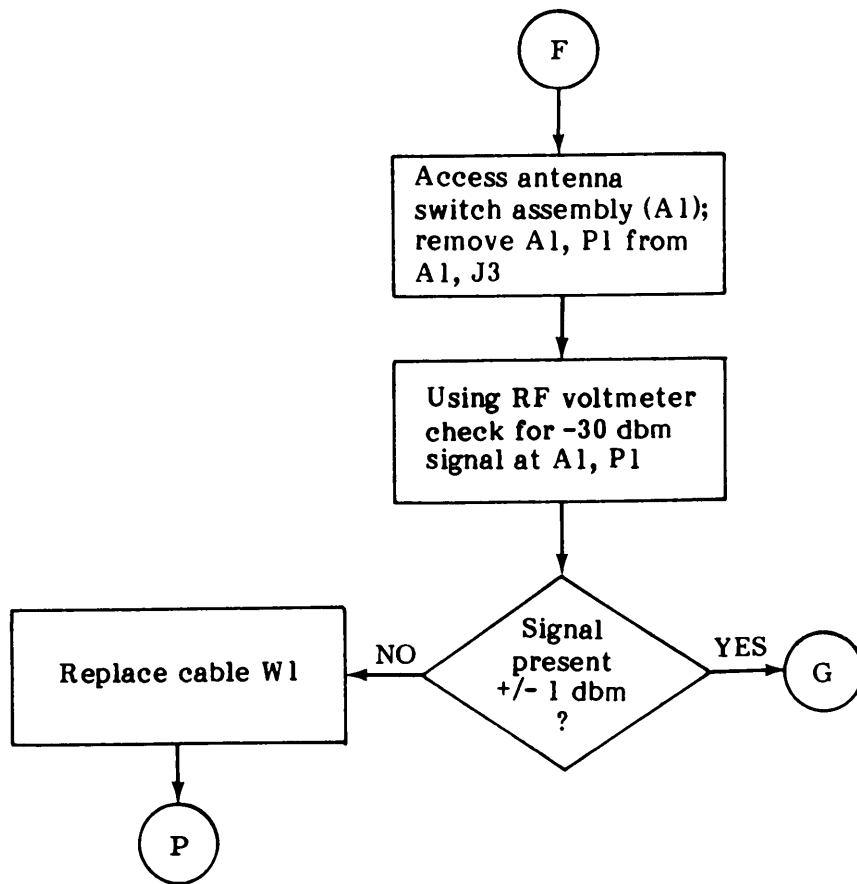 F
Access antenna
switch assembly (A1);
remove A1, P1 from
A1, J3
Using RF voltmeter
check for -30 dbm
signal at A1, P1
Signal
present
+/- 1 dbm
?
NO
YES
Replace cable W1
G
P